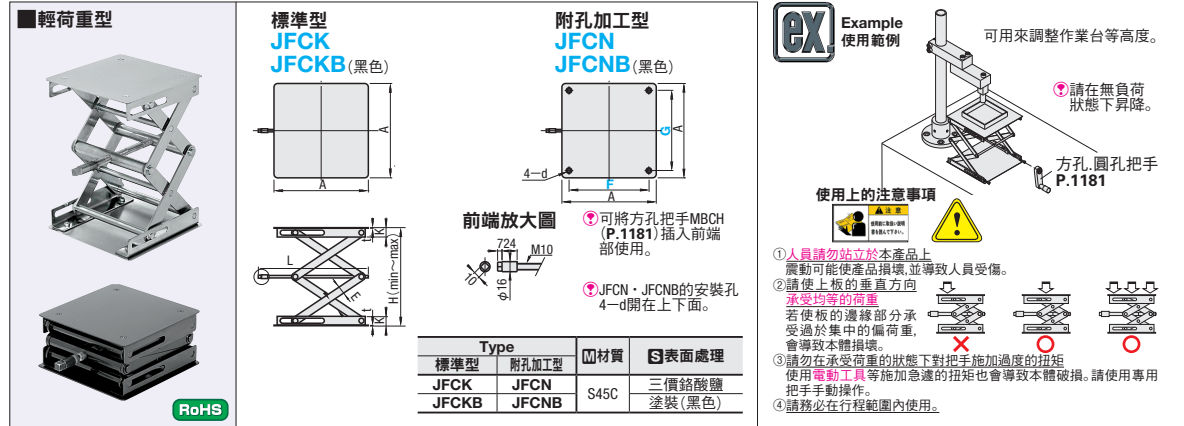 ■輕荷重型
RoHS
標準型
JFCK
JFCKB(黑色)
A
A
附孔加工型
JFCN
JFCNB(黑色)
G
A
4−d
F
A
L
E
K
t
H(min〜max)
t
K
前端放大圖
724
M10
10
φ16
可將方孔把手MBCH
(P.1181)插入前端
部使用。
JFCN・JFCNB的安裝孔
4−d開在上下面。
Type
標準型 附孔加工型 M材質 S表面處理
JFCK JFCN S45C 三價鉻酸鹽
JFCKB JFCNB 塗裝(黑色)
ex.
Example
使用範例
可用來調整作業台等高度。
請在無負荷
狀態下昇降。
方孔.圓孔把手
P.1181
使用上的注意事項
注意
①人員請勿站立於本產品上
震動可能使產品損壞,並導致人員受傷。
②請使上板的垂直方向
承受均等的荷重
若使板的邊緣部分承
受過於集中的偏荷重,
會導致本體損壞。
③請勿在承受荷重的狀態下對把手施加過度的扭矩
使用電動工具等施加急遽的扭矩也會導致本體破損。請使用專用
把手手動操作。
④請務必在行程範圍內使用。